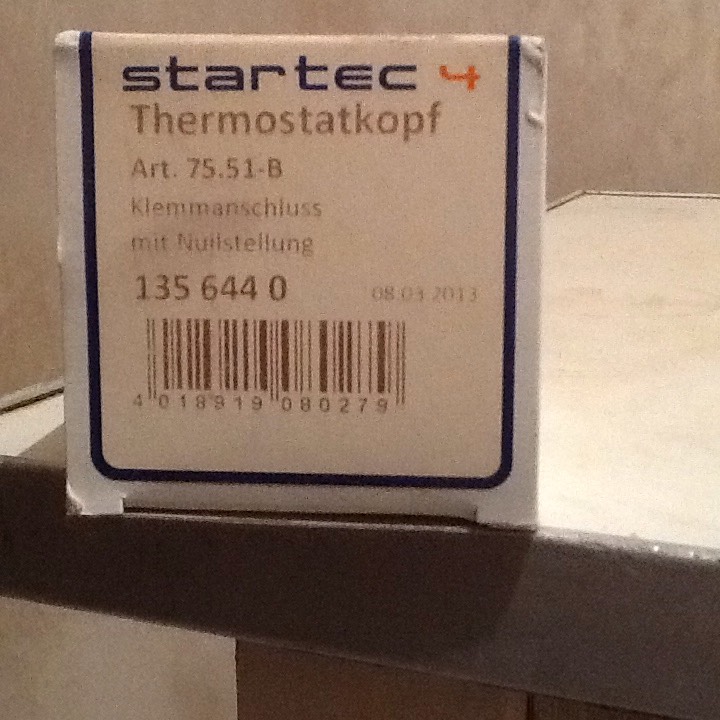 startec 4
Thermostatkopf
Art. 75.51-B
Klemmanschluss
mit Nullstellung
135 644 0 08.03 2013
4 018919 080279